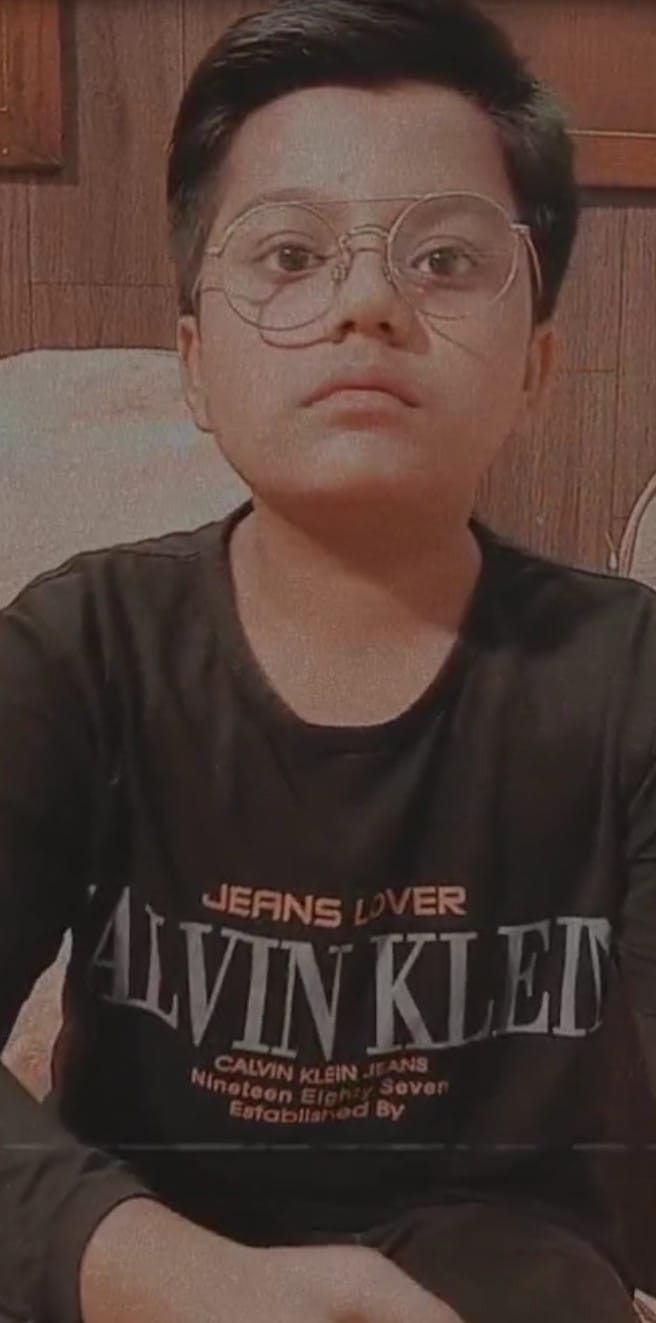 JEANS LOVER
CALVIN KLEIN
CALVIN KLEIN JEANS
Nineteen Eighty Seven
Established By